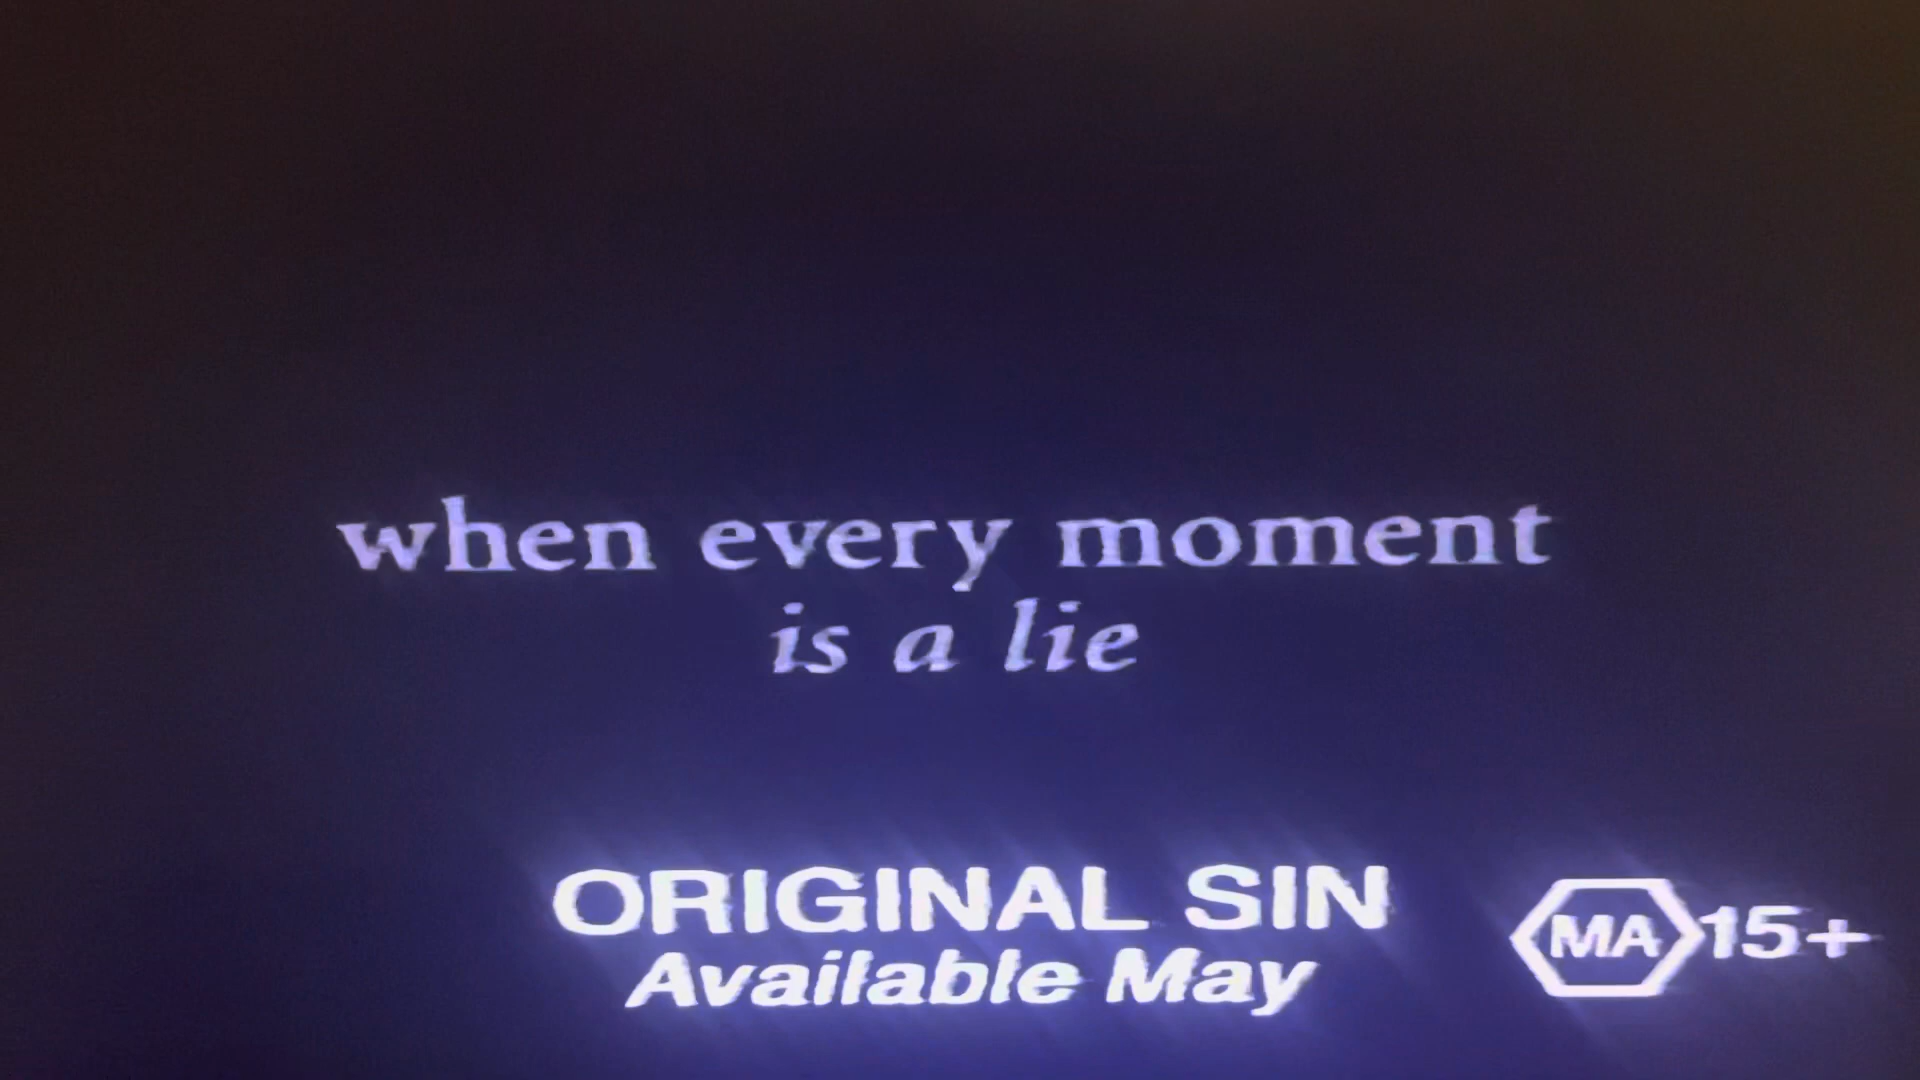 when every moment
is a lie
ORIGINAL SIN
Available May
MA 15+